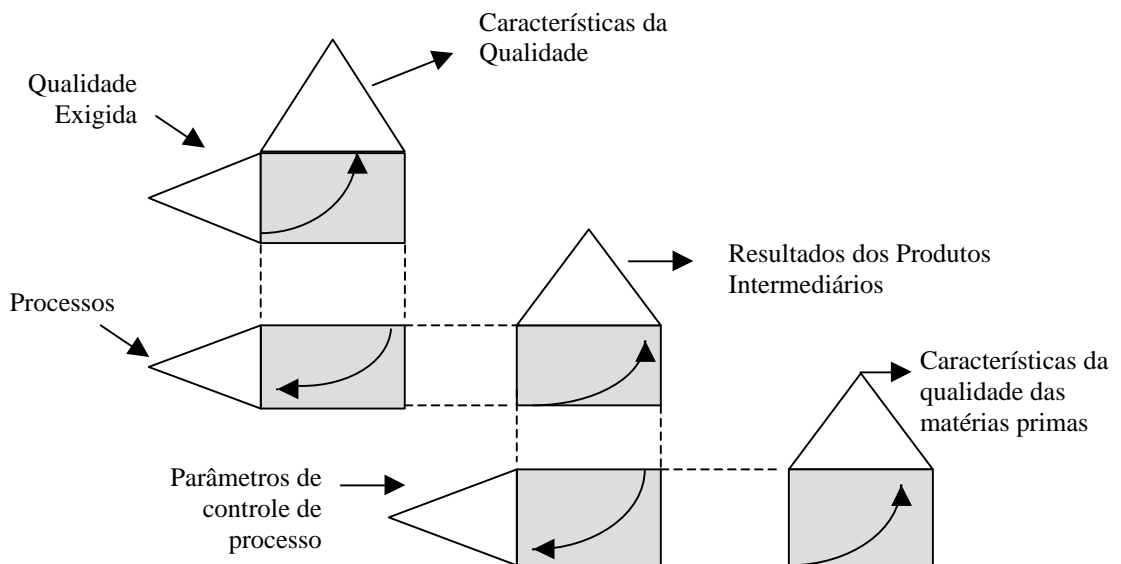 Características da
Qualidade
Qualidade
Exigida
Resultados dos Produtos
Intermediários
Processos
Características da
qualidade das
matérias primas
Parâmetros de
controle de
processo